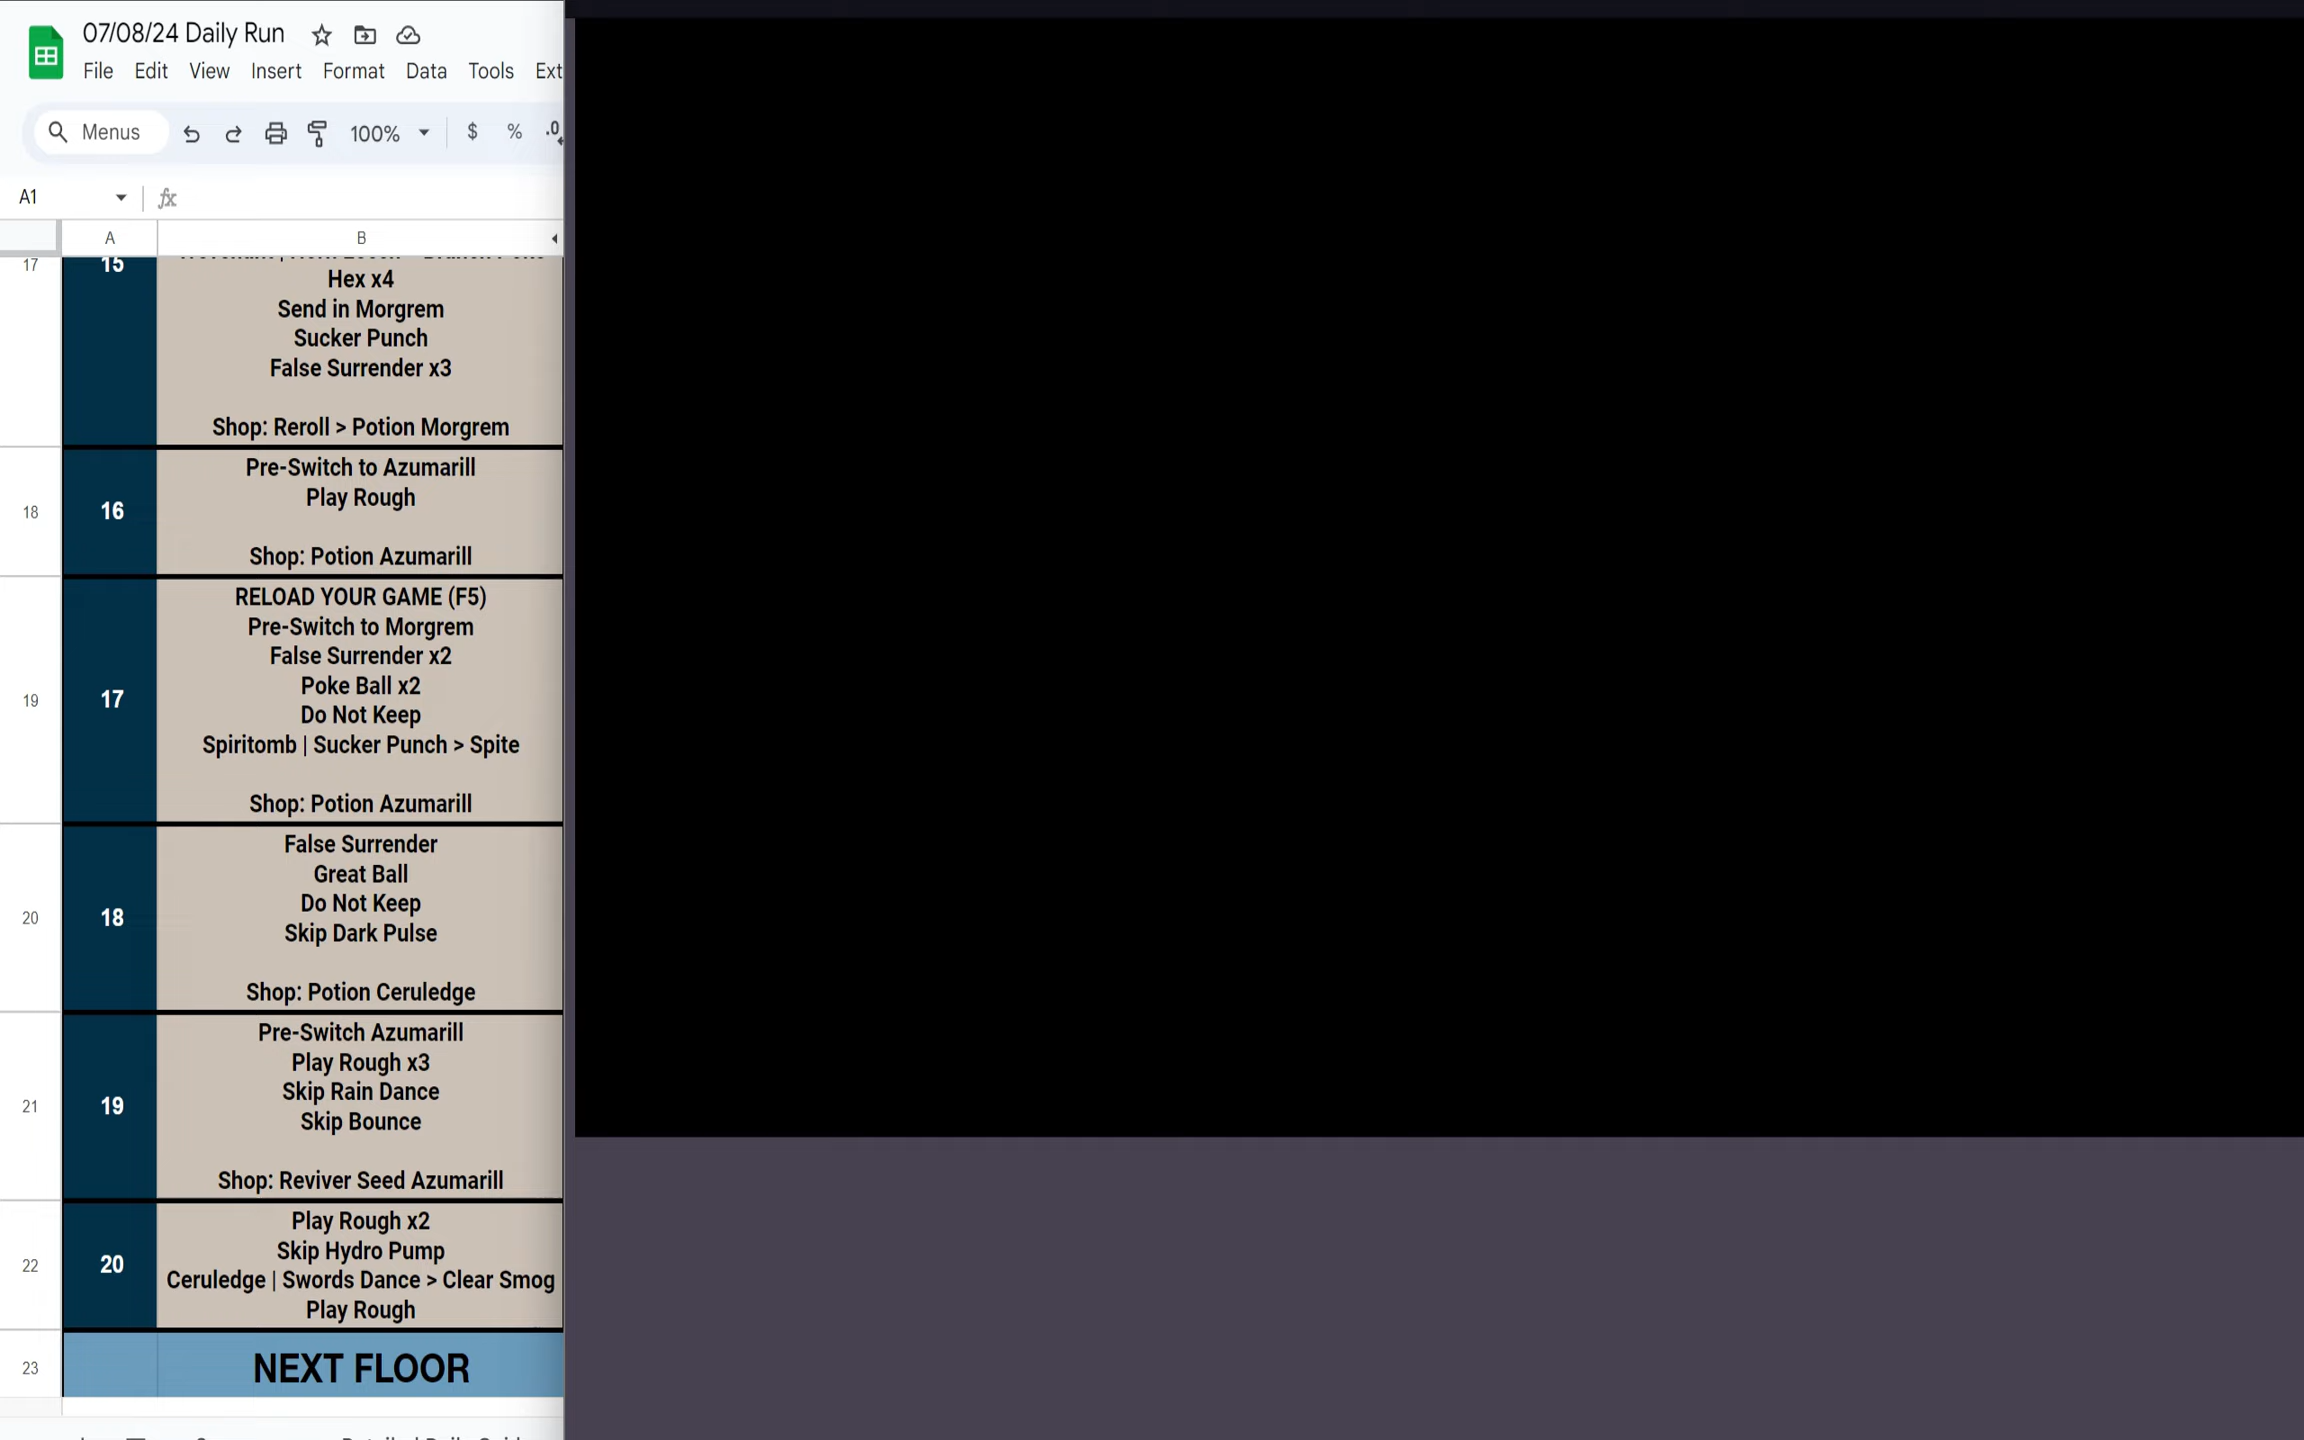 07/08/24 Daily Run
File Edit View Insert Format Data Tools Ext
Menus 100% $ % .0
A1 fx
A B
17 15
Hex x4
Send in Morgrem
Sucker Punch
False Surrender x3
Shop: Reroll > Potion Morgrem
18 16
Pre-Switch to Azumarill
Play Rough
Shop: Potion Azumarill
19 17
RELOAD YOUR GAME (F5)
Pre-Switch to Morgrem
False Surrender x2
Poke Ball x2
Do Not Keep
Spiritomb | Sucker Punch > Spite
Shop: Potion Azumarill
20 18
False Surrender
Great Ball
Do Not Keep
Skip Dark Pulse
Shop: Potion Ceruledge
21 19
Pre-Switch Azumarill
Play Rough x3
Skip Rain Dance
Skip Bounce
Shop: Reviver Seed Azumarill
22 20
Play Rough x2
Skip Hydro Pump
Ceruledge | Swords Dance > Clear Smog
Play Rough
23 NEXT FLOOR